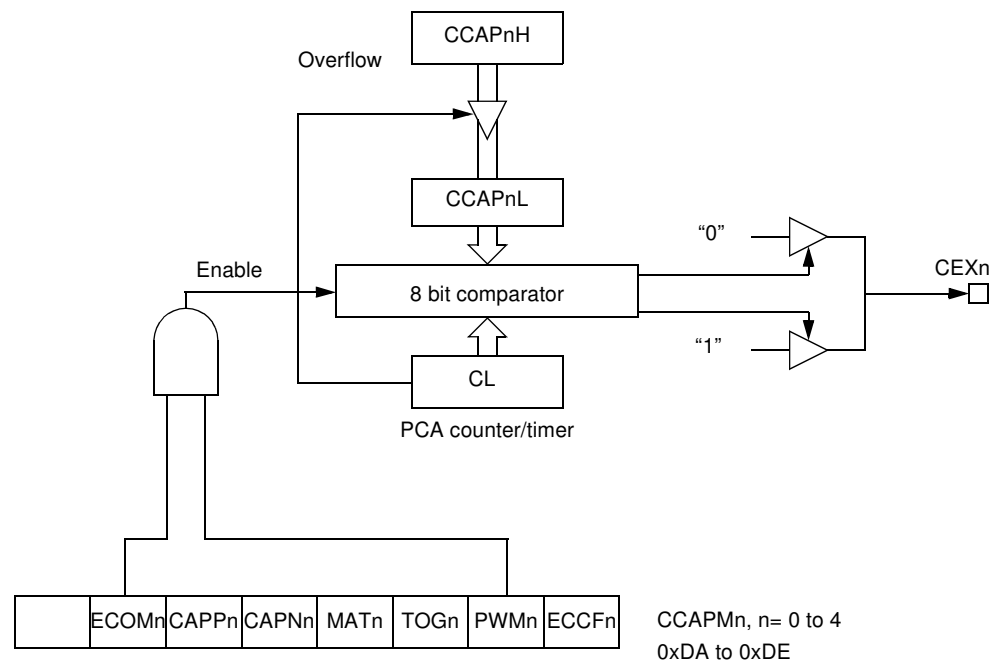 CCAPnH
Overflow
CCAPnL
“0”
Enable
CEXn
8 bit comparator
“1”
CL
PCA counter/timer
ECOMn CAPPn CAPNn MATn TOGn PWMn ECCFn
CCAPMn, n= 0 to 4
0xDA to 0xDE